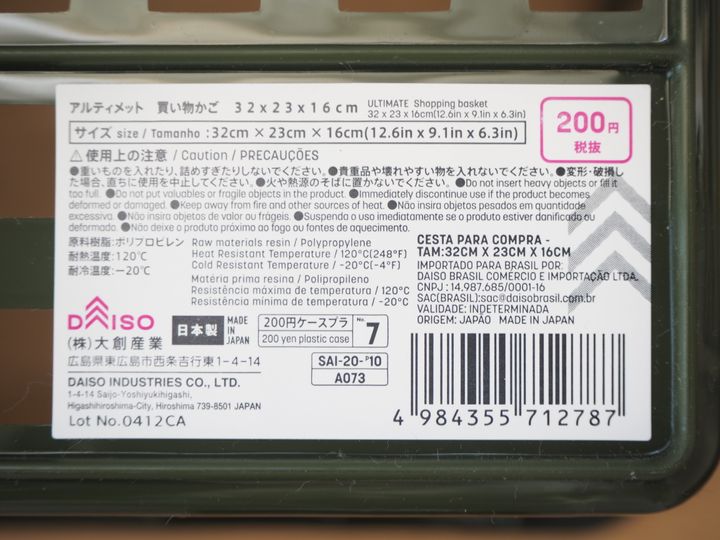 アルティメット 買い物かご 32x23x16cm ULTIMATE Shopping basket
32 x 23 x 16cm(12.6in x 9.1in x 6.3in)
サイズ size / Tamanho :32cm × 23cm × 16cm(12.6in x 9.1in x 6.3in)
200円
税抜
⚠使用上の注意 / Caution / PRECAUÇÕES
●重いものを入れたり、詰めすぎたりしないでください。●貴重品や壊れやすい物を入れないでください。●変形・破損し
た場合、直ちに使用を中止してください。●火や熱源のそばに置かないでください。●Do not insert heavy objects or fill it
too full. ●Do not put valuables or fragile objects in the product. ●Immediately discontinue use if the product becomes
deformed or damaged. ●Keep away from fire and other sources of heat. ●Não insira objetos pesados em quantidade
excessiva. ●Não insira objetos de valor ou frágeis. ●Suspenda o uso imediatamente se o produto estiver danificado ou
deformado. ●Não deixe o produto próximo ao fogo ou fontes de aquecimento.
原料樹脂:ポリプロピレン Raw materials resin / Polypropylene
耐熱温度:120℃ Heat Resistant Temperature / 120°C(248°F)
耐冷温度:−20℃ Cold Resistant Temperature / -20°C(-4°F)
Matéria prima resina / Polipropileno
Resistência máxima de temperatura / 120°C
Resistência mínima de temperatura / -20°C
CESTA PARA COMPRA -
TAM:32CM X 23CM X 16CM
IMPORTADO PARA BRASIL POR:
DAISO BRASIL COMERCIO E IMPORTAÇÃO LTDA.
CNPJ : 14,987,685/0001-16
SAC(BRASIL):sac@daisobrasil.com.br
VALIDADE: INDETERMINADA
ORIGEM: JAPÃO MADE IN JAPAN
DAISO
日本製 MADE IN JAPAN
200円ケースプラ
200 yen plastic case
No. 7
(株)大創産業
広島県東広島市西条吉行東1-4-14
SAI-20-P10
A073
DAISO INDUSTRIES CO., LTD.
1-4-14 Saijo-Yoshiyukihigashi,
Higashihiroshima-City, Hiroshima 739-8501 JAPAN
Lot No.0412CA
4 984355 712787